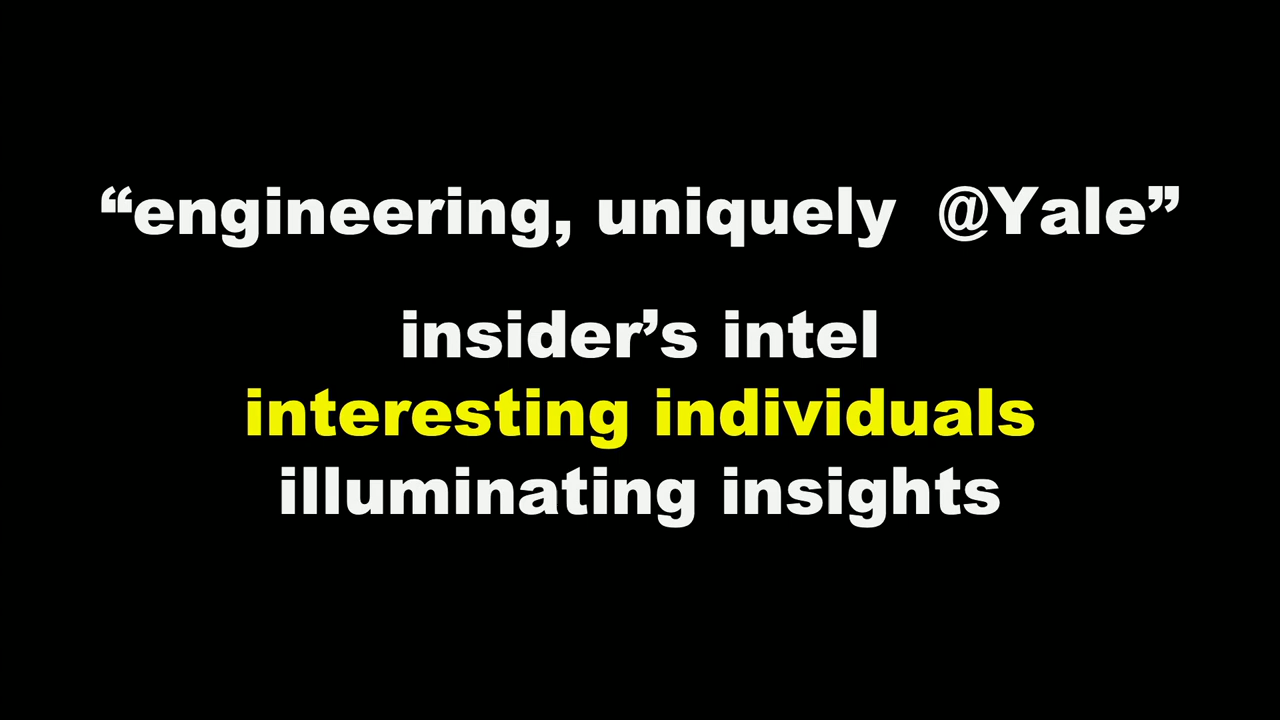 “engineering, uniquely  @Yale”
insider’s intel
interesting individuals
illuminating insights